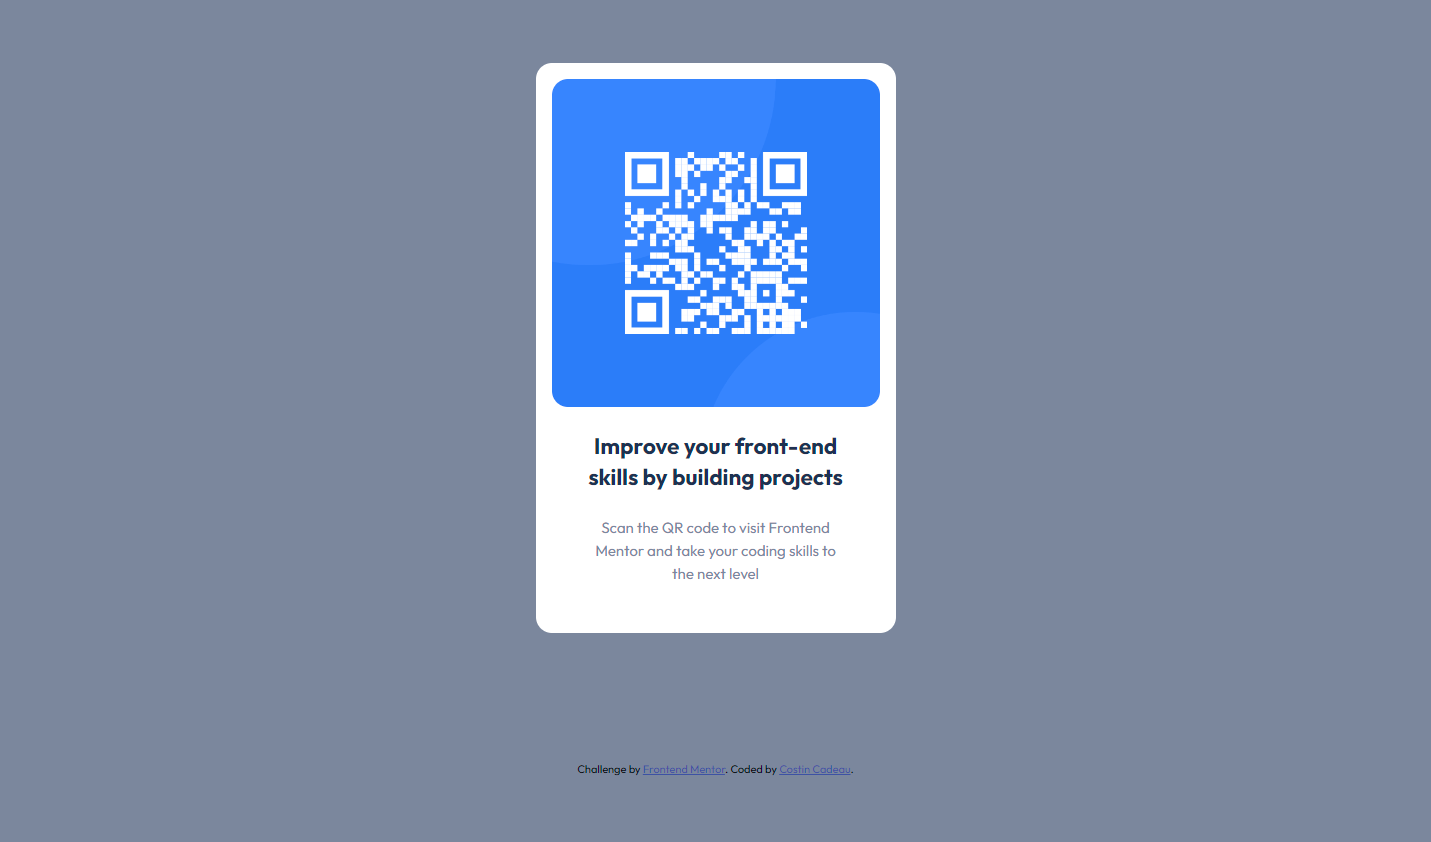 Improve your front-end
skills by building projects
Scan the QR code to visit Frontend
Mentor and take your coding skills to
the next level
Challenge by Frontend Mentor. Coded by Costin Cadeau.